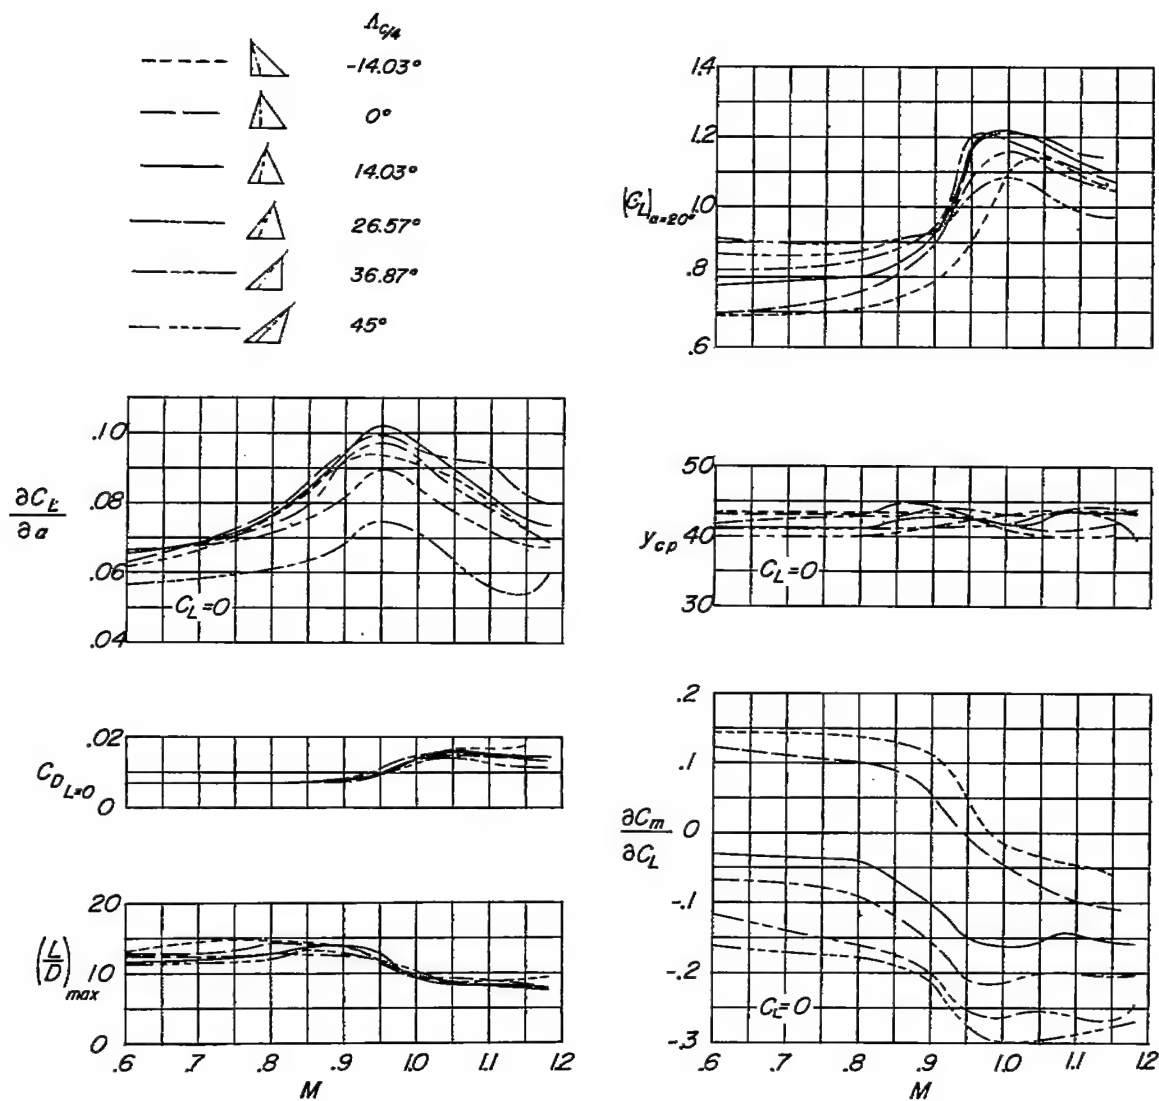 Λc/4
-14.03°
0°
14.03°
26.57°
36.87°
45°
(CL)α=20°
1.4
1.2
1.0
.8
.6
∂CL
∂α
.10
.08
.06
.04
CL=0
ycp
50
40
30
CL=0
CD L=0
.02
0
∂Cm
∂CL
.2
.1
0
-.1
-.2
-.3
CL=0
(L/D)max
20
10
0
.6 .7 .8 .9 1.0 1.1 1.2
M
.6 .7 .8 .9 1.0 1.1 1.2
M